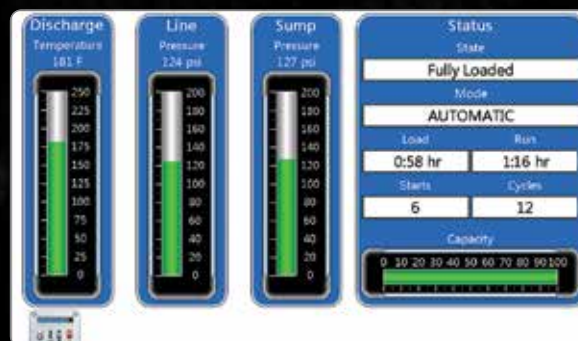 Discharge
Temperature
181 F
250
225
200
175
150
125
100
75
50
25
0
Line
Pressure
124 psi
200
180
160
140
120
100
80
60
40
20
0
Sump
Pressure
127 psi
200
180
160
140
120
100
80
60
40
20
0
Status
State
Fully Loaded
Mode
AUTOMATIC
Load Run
0:58 hr 1:16 hr
Starts Cycles
6 12
Capacity
0 10 20 30 40 50 60 70 80 90 100